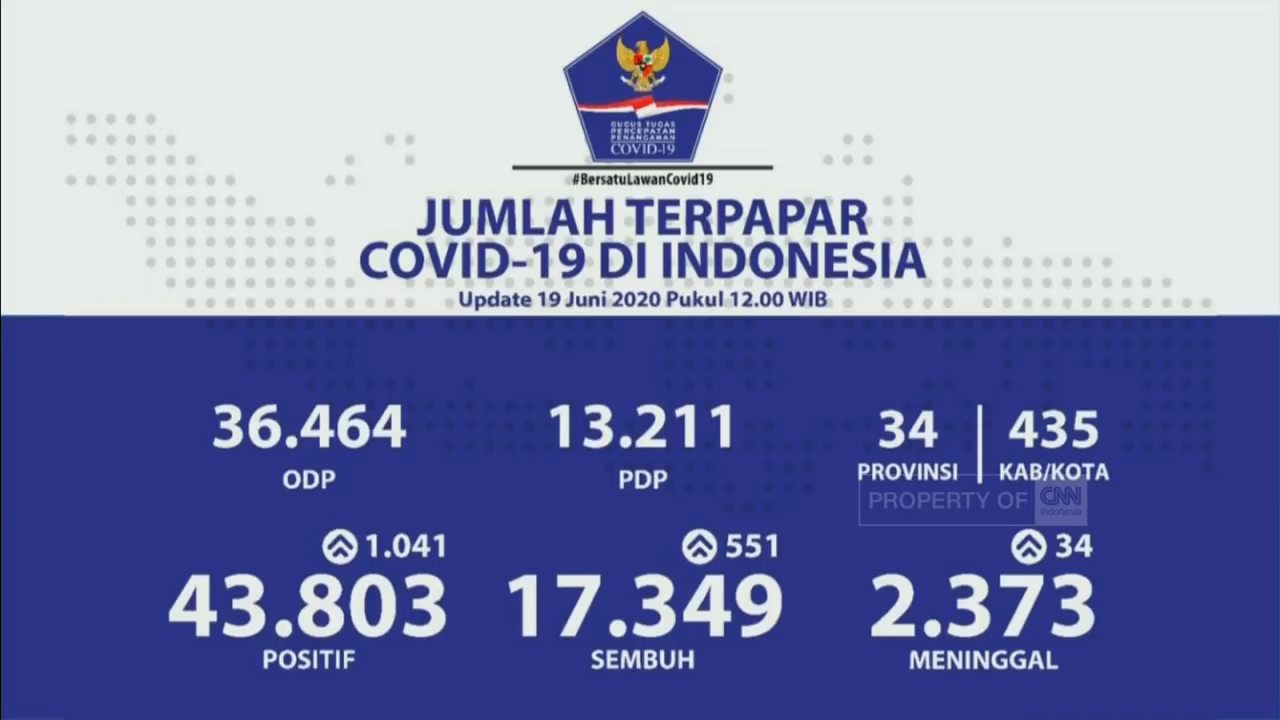 GUGUS TUGAS
PERCEPATAN
PENANGANAN
COVID-19
#BersatuLawanCovid19
JUMLAH TERPAPAR
COVID-19 DI INDONESIA
Update 19 Juni 2020 Pukul 12.00 WIB
36.464
ODP
13.211
PDP
34
PROVINSI
435
KAB/KOTA
PROPERTY OF CNN Indonesia
1.041
43.803
POSITIF
551
17.349
SEMBUH
34
2.373
MENINGGAL